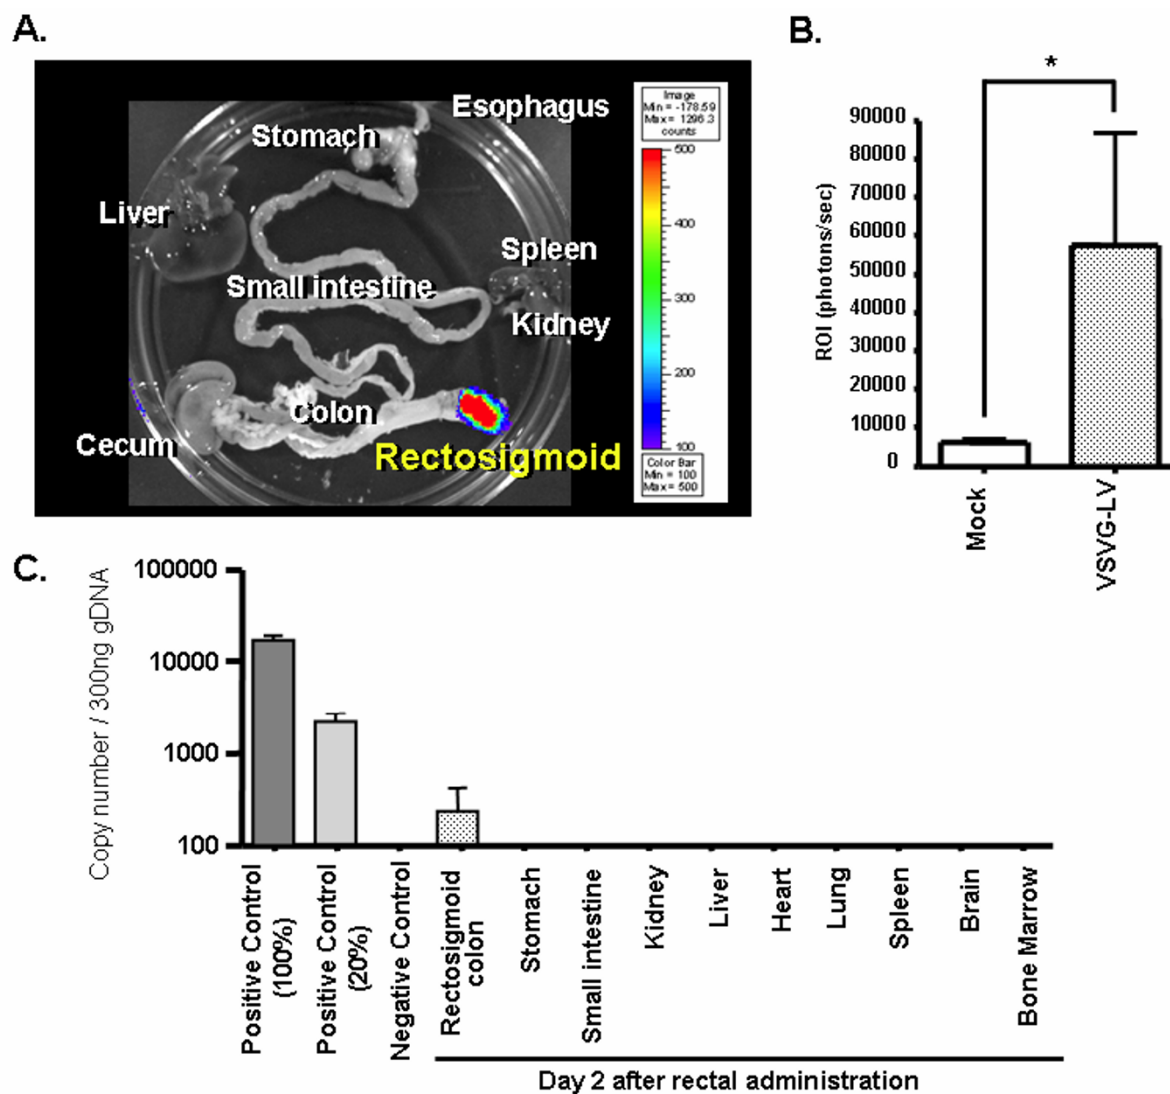 A.
Esophagus
Stomach
Liver
Spleen
Small intestine
Kidney
Colon
Cecum
Rectosigmoid
Image
Min = -178.59
Max = 1296.3
counts
500
400
300
200
100
Color Bar
Min = 100
Max = 500
B.
*
ROI (photons/sec)
90000
80000
70000
60000
50000
40000
30000
20000
10000
0
Mock
VSVG-LV
C.
Copy number / 300ng gDNA
100000
10000
1000
100
Positive Control
(100%)
Positive Control
(20%)
Negative Control
Rectosigmoid
colon
Stomach
Small intestine
Kidney
Liver
Heart
Lung
Spleen
Brain
Bone Marrow
Day 2 after rectal administration